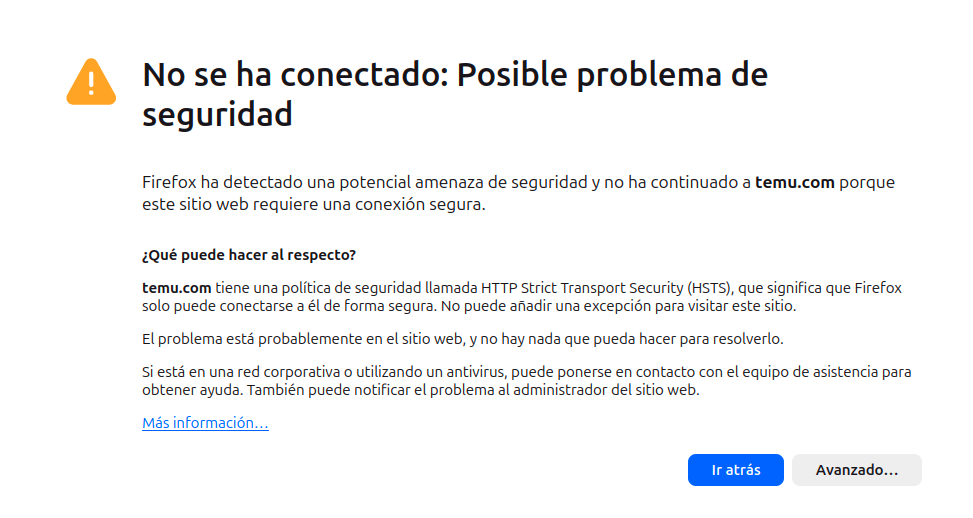 No se ha conectado: Posible problema de
seguridad
Firefox ha detectado una potencial amenaza de seguridad y no ha continuado a temu.com porque
este sitio web requiere una conexión segura.
¿Qué puede hacer al respecto?
temu.com tiene una política de seguridad llamada HTTP Strict Transport Security (HSTS), que significa que Firefox
solo puede conectarse a él de forma segura. No puede añadir una excepción para visitar este sitio.
El problema está probablemente en el sitio web, y no hay nada que pueda hacer para resolverlo.
Si está en una red corporativa o utilizando un antivirus, puede ponerse en contacto con el equipo de asistencia para
obtener ayuda. También puede notificar el problema al administrador del sitio web.
Más información…
Ir atrás
Avanzado…